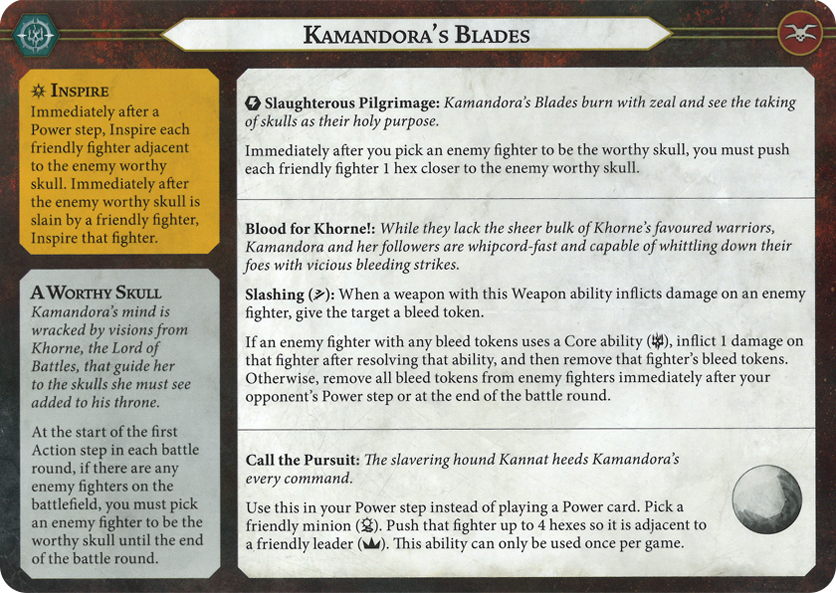 KAMANDORA'S BLADES
INSPIRE
Immediately after a
Power step, Inspire each
friendly fighter adjacent
to the enemy worthy
skull. Immediately after
the enemy worthy skull is
slain by a friendly fighter,
Inspire that fighter.
A WORTHY SKULL
Kamandora's mind is
wracked by visions from
Khorne, the Lord of
Battles, that guide her
to the skulls she must see
added to his throne.
At the start of the first
Action step in each battle
round, if there are any
enemy fighters on the
battlefield, you must pick
an enemy fighter to be the
worthy skull until the end
of the battle round.
Slaughterous Pilgrimage: Kamandora's Blades burn with zeal and see the taking
of skulls as their holy purpose.
Immediately after you pick an enemy fighter to be the worthy skull, you must push
each friendly fighter 1 hex closer to the enemy worthy skull.
Blood for Khorne!: While they lack the sheer bulk of Khorne's favoured warriors,
Kamandora and her followers are whipcord-fast and capable of whittling down their
foes with vicious bleeding strikes.
Slashing (): When a weapon with this Weapon ability inflicts damage on an enemy
fighter, give the target a bleed token.
If an enemy fighter with any bleed tokens uses a Core ability (), inflict 1 damage on
that fighter after resolving that ability, and then remove that fighter's bleed tokens.
Otherwise, remove all bleed tokens from enemy fighters immediately after your
opponent's Power step or at the end of the battle round.
Call the Pursuit: The slavering hound Kannat heeds Kamandora's
every command.
Use this in your Power step instead of playing a Power card. Pick a
friendly minion (). Push that fighter up to 4 hexes so it is adjacent to
a friendly leader (). This ability can only be used once per game.